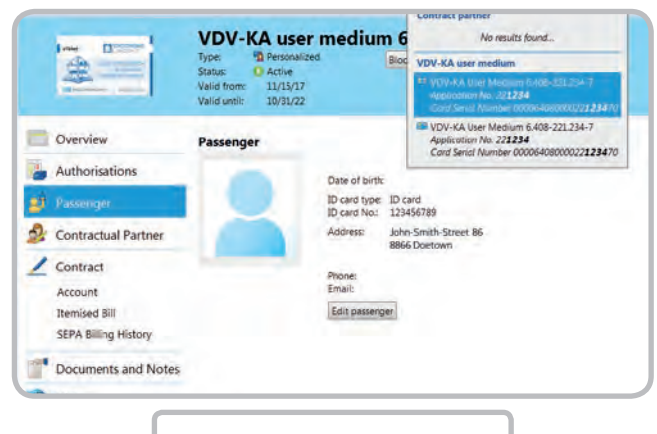 VDV-KA user medium 6
Type: Personalized
Status: Active
Valid from: 11/15/17
Valid until: 10/31/22
Contract partner
No results found...
VDV-KA user medium
VDV-KA User Medium 6.408-221.234-7
Application No. 221234
Card Serial Number 00006408000022123470
VDV-KA User Medium 6.408-221.234-7
Application No. 221234
Card Serial Number 00006408000022123470
Overview
Authorisations
Passenger
Contractual Partner
Contract
Account
Itemised Bill
SEPA Billing History
Documents and Notes
Passenger
Date of birth:
ID card type: ID card
ID card No.: 123456789
Address: John-Smith-Street 86
8866 Doetown
Phone:
Email:
Edit passenger